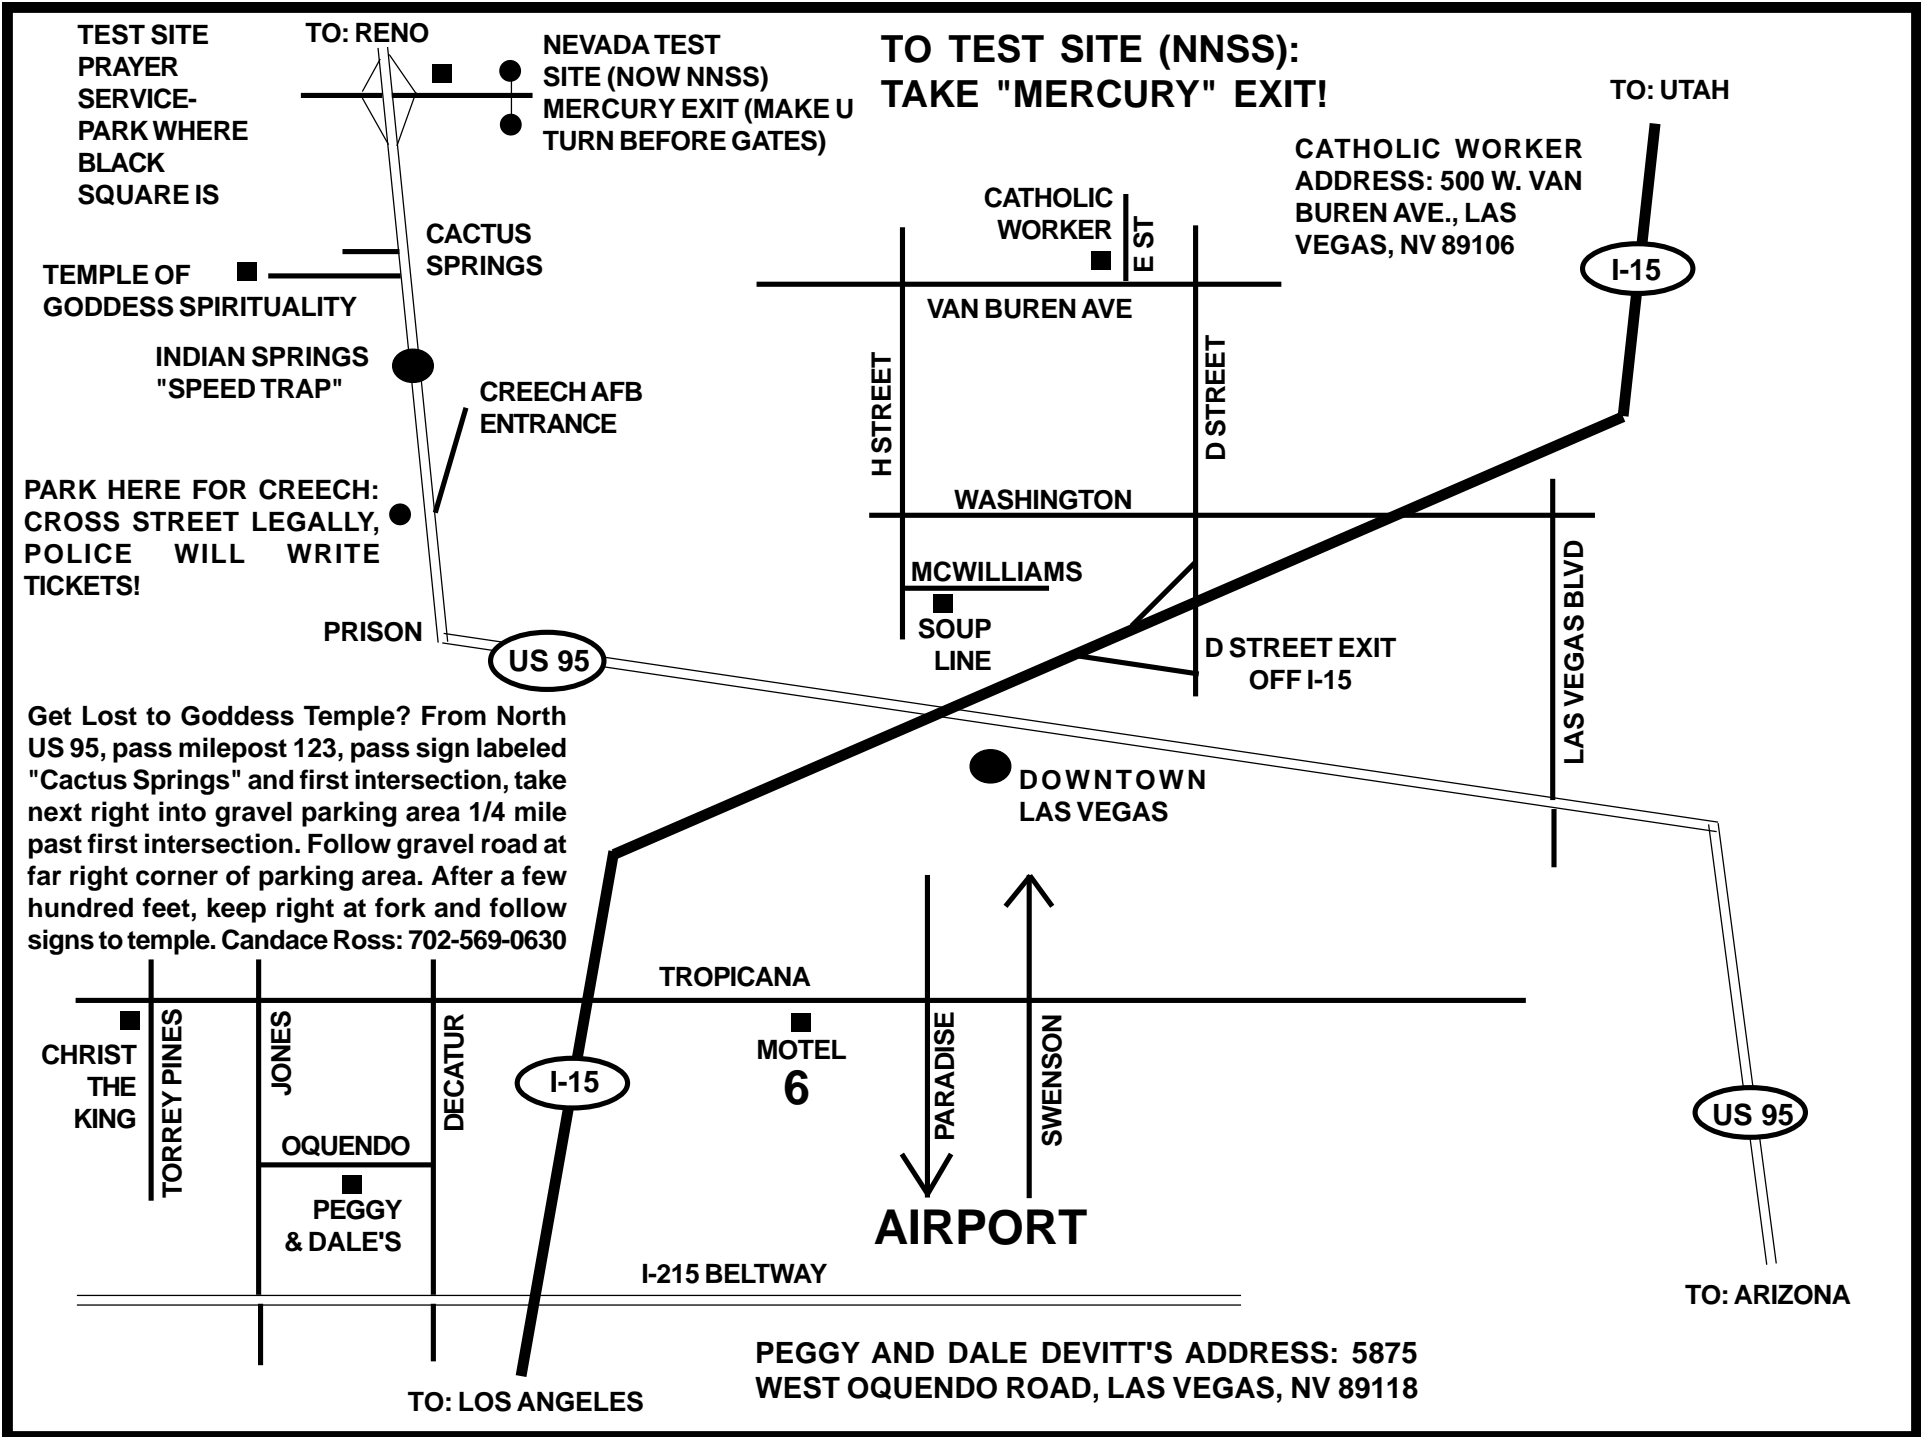 TEST SITE
PRAYER
SERVICE-
PARK WHERE
BLACK
SQUARE IS
TO: RENO
NEVADA TEST
SITE (NOW NNSS)
MERCURY EXIT (MAKE U
TURN BEFORE GATES)
TO TEST SITE (NNSS):
TAKE "MERCURY" EXIT!
TO: UTAH
CATHOLIC WORKER
ADDRESS: 500 W. VAN
BUREN AVE., LAS
VEGAS, NV 89106
I-15
CATHOLIC
WORKER
E ST
VAN BUREN AVE
CACTUS
SPRINGS
TEMPLE OF
GODDESS SPIRITUALITY
INDIAN SPRINGS
"SPEED TRAP"
CREECH AFB
ENTRANCE
H STREET
D STREET
PARK HERE FOR CREECH:
CROSS STREET LEGALLY,
POLICE WILL WRITE
TICKETS!
WASHINGTON
MCWILLIAMS
SOUP
LINE
D STREET EXIT
OFF I-15
LAS VEGAS BLVD
PRISON
US 95
Get Lost to Goddess Temple? From North
US 95, pass milepost 123, pass sign labeled
"Cactus Springs" and first intersection, take
next right into gravel parking area 1/4 mile
past first intersection. Follow gravel road at
far right corner of parking area. After a few
hundred feet, keep right at fork and follow
signs to temple. Candace Ross: 702-569-0630
DOWNTOWN
LAS VEGAS
TROPICANA
CHRIST
THE
KING
TORREY PINES
JONES
DECATUR
I-15
MOTEL
6
PARADISE
SWENSON
US 95
OQUENDO
PEGGY
& DALE'S
AIRPORT
I-215 BELTWAY
TO: ARIZONA
PEGGY AND DALE DEVITT'S ADDRESS: 5875
WEST OQUENDO ROAD, LAS VEGAS, NV 89118
TO: LOS ANGELES